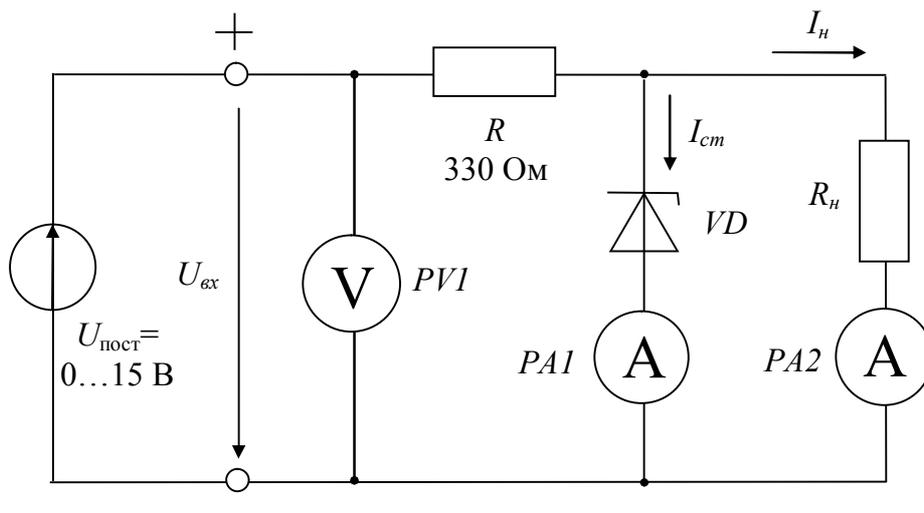 +
Iн
R
330 Ом
Iст
Rн
VD
Uвх
V
PV1
Uпост=
0…15 В
PA1
A
PA2
A